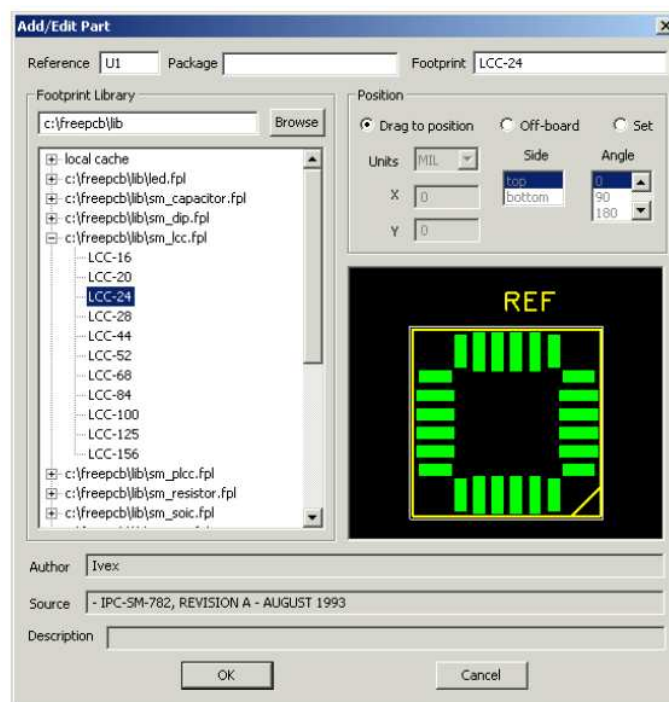 Add/Edit Part
Reference U1 Package Footprint LCC-24
Footprint Library
c:\freepcb\lib Browse
local cache
c:\freepcb\lib\led.fpl
c:\freepcb\lib\sm_capacitor.fpl
c:\freepcb\lib\sm_dip.fpl
c:\freepcb\lib\sm_lcc.fpl
LCC-16
LCC-20
LCC-24
LCC-28
LCC-44
LCC-52
LCC-68
LCC-84
LCC-100
LCC-125
LCC-156
c:\freepcb\lib\sm_plcc.fpl
c:\freepcb\lib\sm_resistor.fpl
c:\freepcb\lib\sm_soic.fpl
Position
Drag to position Off-board Set
Units MIL Side Angle
X 0 top 0
bottom 90
Y 0 180
REF
Author Ivex
Source - IPC-SM-782, REVISION A - AUGUST 1993
Description
OK Cancel